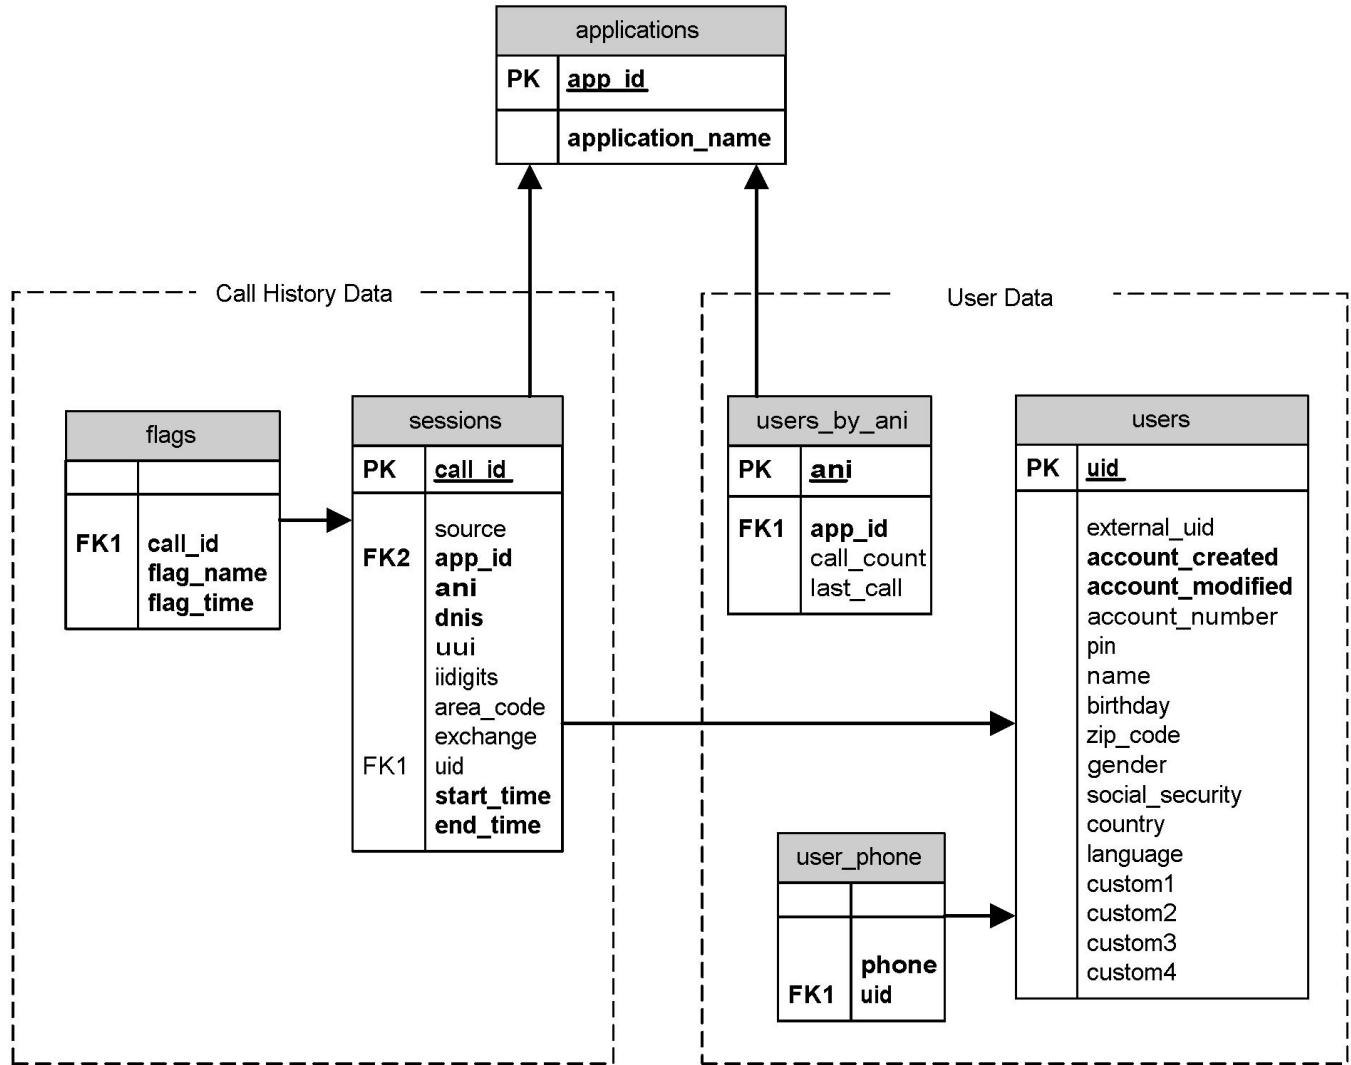 applications
PK app_id
application_name
Call History Data
User Data
flags
FK1 call_id
flag_name
flag_time
sessions
PK call_id
source
FK2 app_id
ani
dnis
uui
iidigits
area_code
exchange
FK1 uid
start_time
end_time
users_by_ani
PK ani
FK1 app_id
call_count
last_call
users
PK uid
external_uid
account_created
account_modified
account_number
pin
name
birthday
zip_code
gender
social_security
country
language
custom1
custom2
custom3
custom4
user_phone
phone
FK1 uid